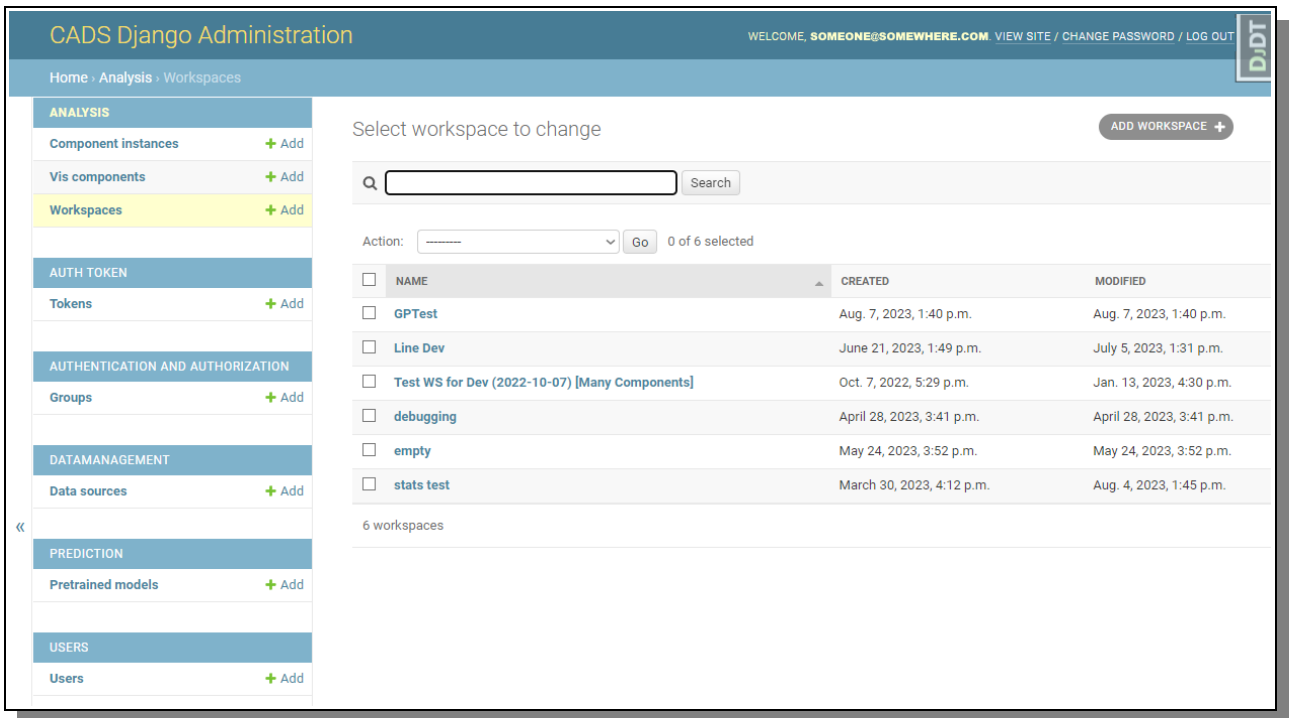 CADS Django Administration
WELCOME, SOMEONE@SOMEWHERE.COM. VIEW SITE / CHANGE PASSWORD / LOG OUT
DJDT
Home › Analysis › Workspaces
ANALYSIS
Component instances + Add
Vis components + Add
Workspaces + Add
AUTH TOKEN
Tokens + Add
AUTHENTICATION AND AUTHORIZATION
Groups + Add
DATAMANAGEMENT
Data sources + Add
PREDICTION
Pretrained models + Add
USERS
Users + Add
«
Select workspace to change
ADD WORKSPACE +
Search
Action: --------- Go 0 of 6 selected
NAME CREATED MODIFIED
GPTest Aug. 7, 2023, 1:40 p.m. Aug. 7, 2023, 1:40 p.m.
Line Dev June 21, 2023, 1:49 p.m. July 5, 2023, 1:31 p.m.
Test WS for Dev (2022-10-07) [Many Components] Oct. 7, 2022, 5:29 p.m. Jan. 13, 2023, 4:30 p.m.
debugging April 28, 2023, 3:41 p.m. April 28, 2023, 3:41 p.m.
empty May 24, 2023, 3:52 p.m. May 24, 2023, 3:52 p.m.
stats test March 30, 2023, 4:12 p.m. Aug. 4, 2023, 1:45 p.m.
6 workspaces